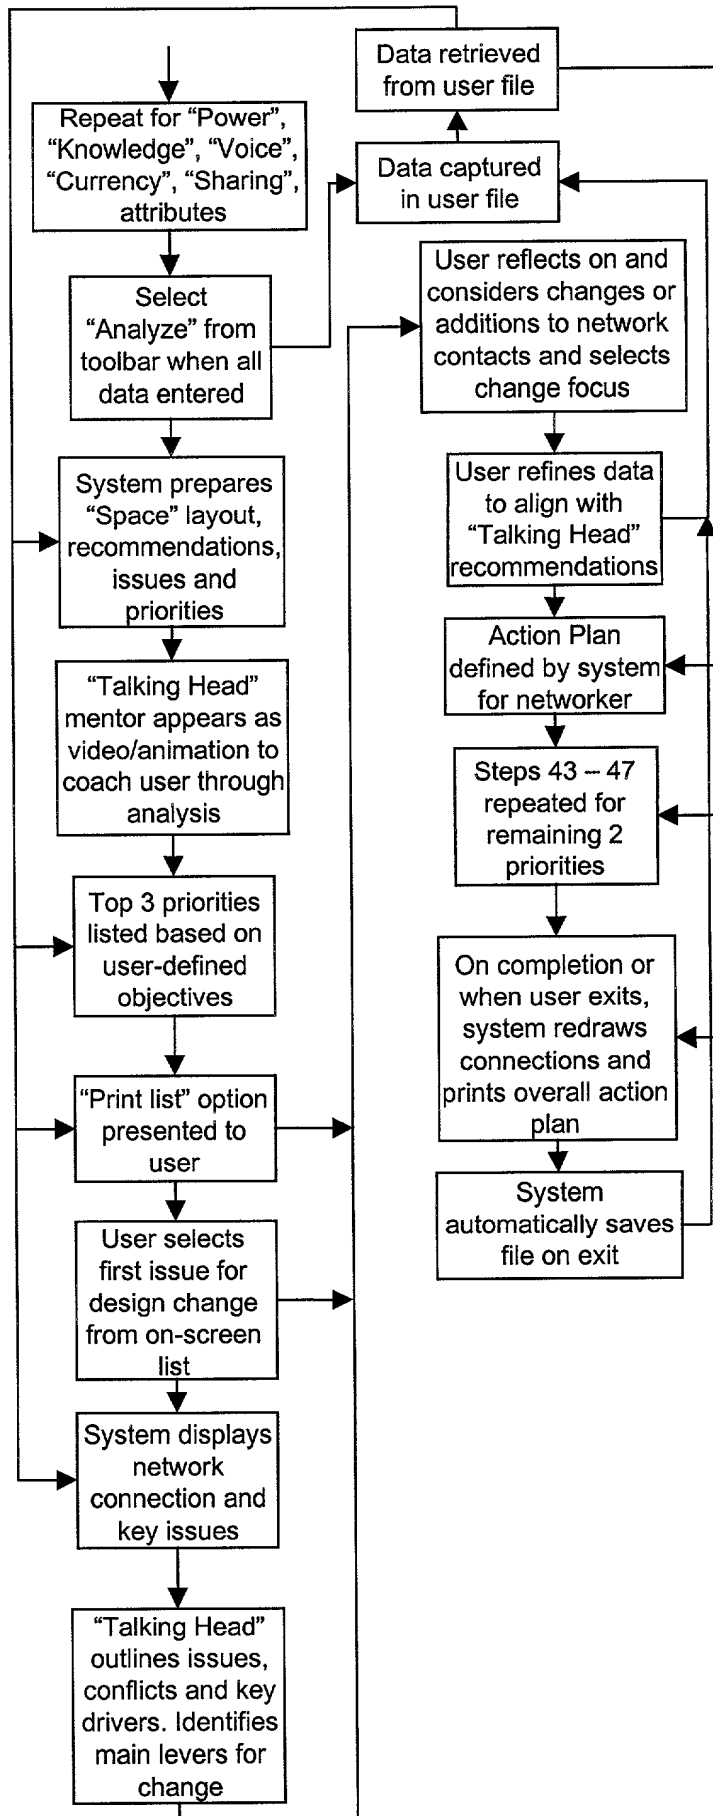 Data retrieved
from user file
Repeat for “Power”,
“Knowledge”, “Voice”,
“Currency”, “Sharing”,
attributes
Data captured
in user file
Select
“Analyze” from
toolbar when all
data entered
System prepares
“Space” layout,
recommendations,
issues and
priorities
“Talking Head”
mentor appears as
video/animation to
coach user through
analysis
Top 3 priorities
listed based on
user-defined
objectives
“Print list” option
presented to
user
User selects
first issue for
design change
from on-screen
list
System displays
network
connection and
key issues
“Talking Head”
outlines issues,
conflicts and key
drivers. Identifies
main levers for
change
User reflects on and
considers changes or
additions to network
contacts and selects
change focus
User refines data
to align with
“Talking Head”
recommendations
Action Plan
defined by system
for networker
Steps 43 – 47
repeated for
remaining 2
priorities
On completion or
when user exits,
system redraws
connections and
prints overall action
plan
System
automatically saves
file on exit